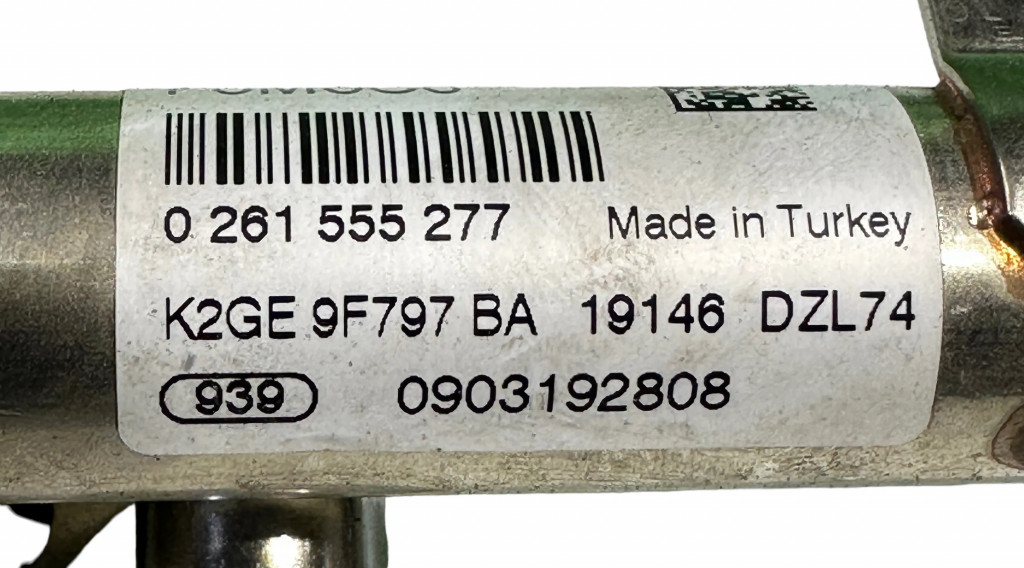 0 261 555 277 Made in Turkey
K2GE 9F797 BA 19146 DZL74
939 0903192808